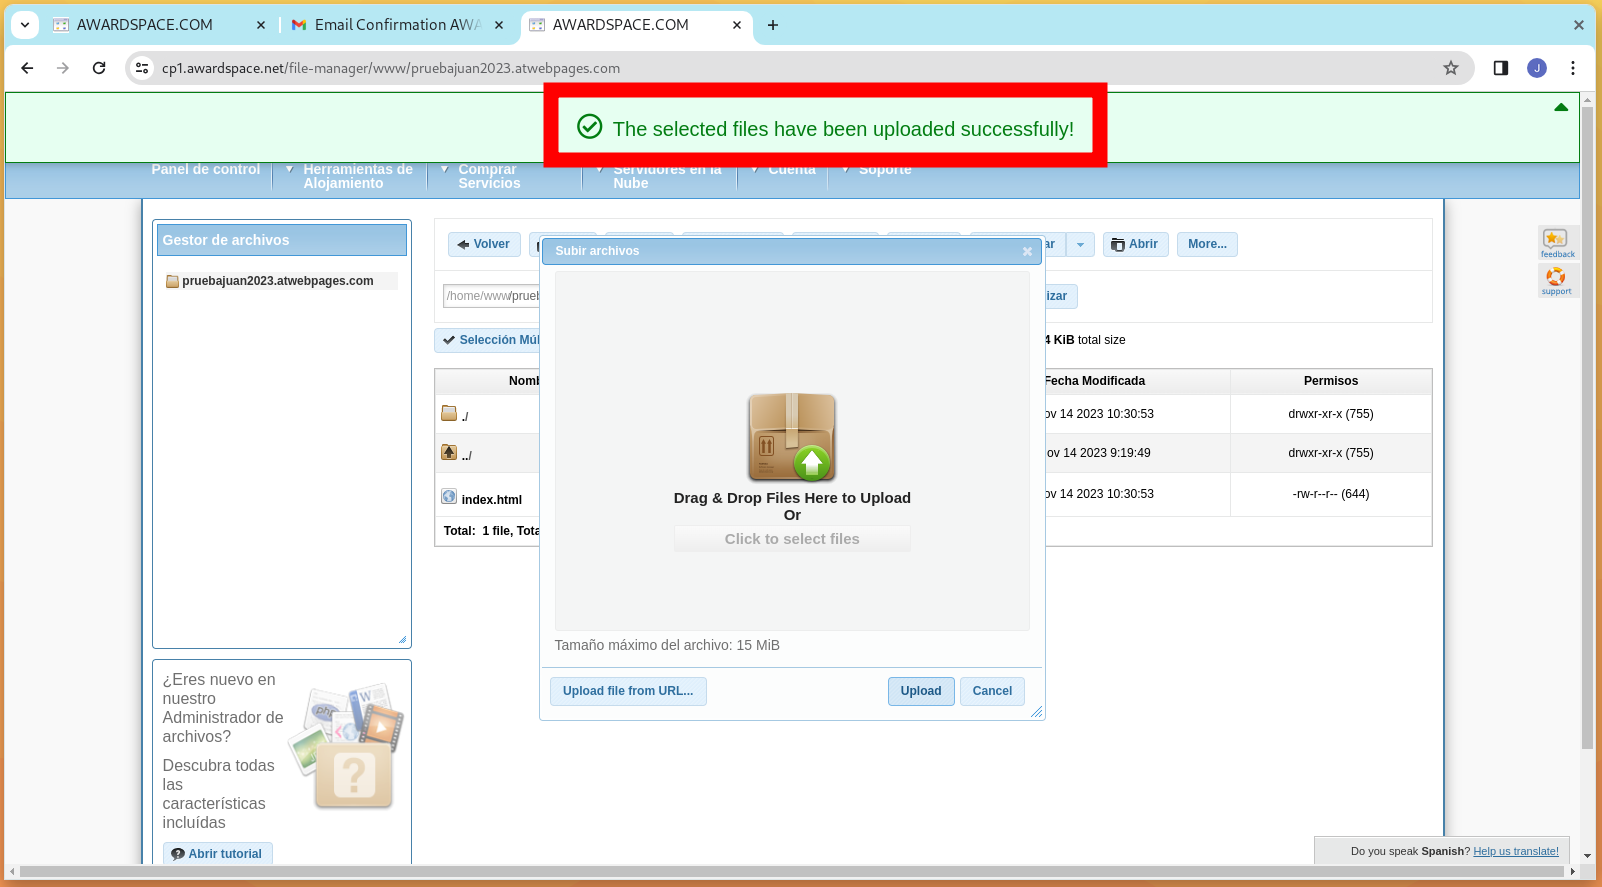 AWARDSPACE.COM
Email Confirmation AWA
AWARDSPACE.COM
cp1.awardspace.net/file-manager/www/pruebajuan2023.atwebpages.com
J
The selected files have been uploaded successfully!
Panel de control
Herramientas de
Alojamiento
Comprar
Servicios
Servidores en la
Nube
Cuenta
Soporte
Gestor de archivos
pruebajuan2023.atwebpages.com
Volver
ar
Abrir
More...
Subir archivos
/home/www/prueb
izar
Selección Múl
4 KiB total size
Nomb
Fecha Modificada
Permisos
./
ov 14 2023 10:30:53
drwxr-xr-x (755)
../
ov 14 2023 9:19:49
drwxr-xr-x (755)
index.html
ov 14 2023 10:30:53
-rw-r--r-- (644)
Total: 1 file, Tota
Drag & Drop Files Here to Upload
Or
Click to select files
Tamaño máximo del archivo: 15 MiB
Upload file from URL...
Upload
Cancel
feedback
support
¿Eres nuevo en
nuestro
Administrador de
archivos?
Descubra todas
las
características
incluídas
Abrir tutorial
Do you speak Spanish? Help us translate!